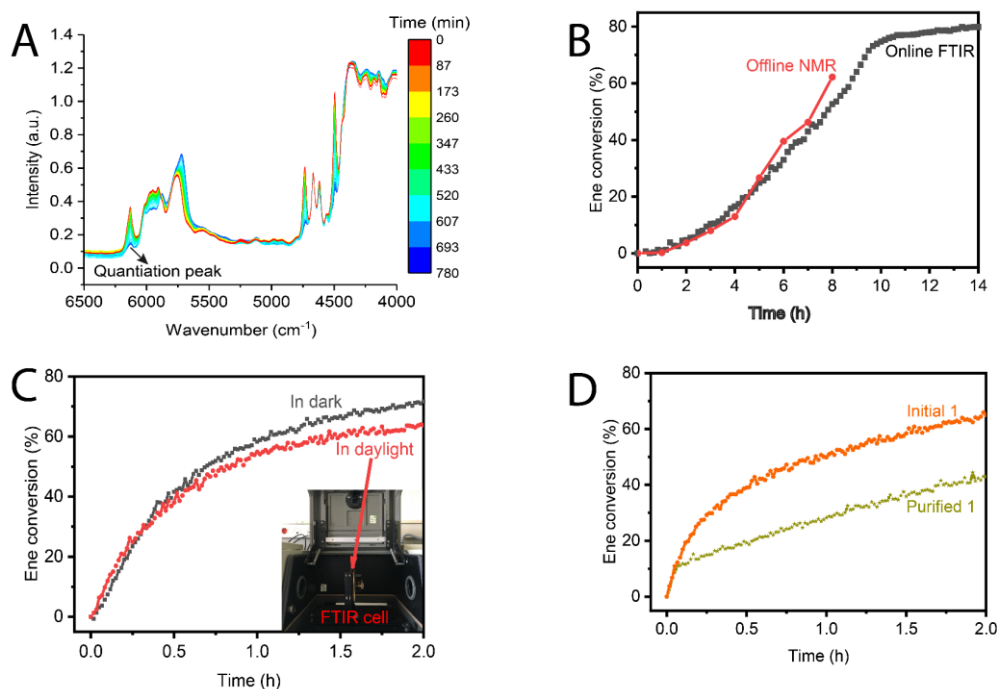 A
Time (min)
0
87
173
260
347
433
520
607
693
780
1.4
1.2
1.0
0.8
0.6
0.4
0.2
0.0
Intensity (a.u.)
Quantiation peak
6500 6000 5500 5000 4500 4000
Wavenumber (cm⁻¹)
B
80
60
40
20
0
Ene conversion (%)
Offline NMR
Online FTIR
0 2 4 6 8 10 12 14
Time (h)
C
80
60
40
20
0
Ene conversion (%)
In dark
In daylight
FTIR cell
0.0 0.5 1.0 1.5 2.0
Time (h)
D
80
60
40
20
0
Ene conversion (%)
Initial 1
Purified 1
0.0 0.5 1.0 1.5 2.0
Time (h)